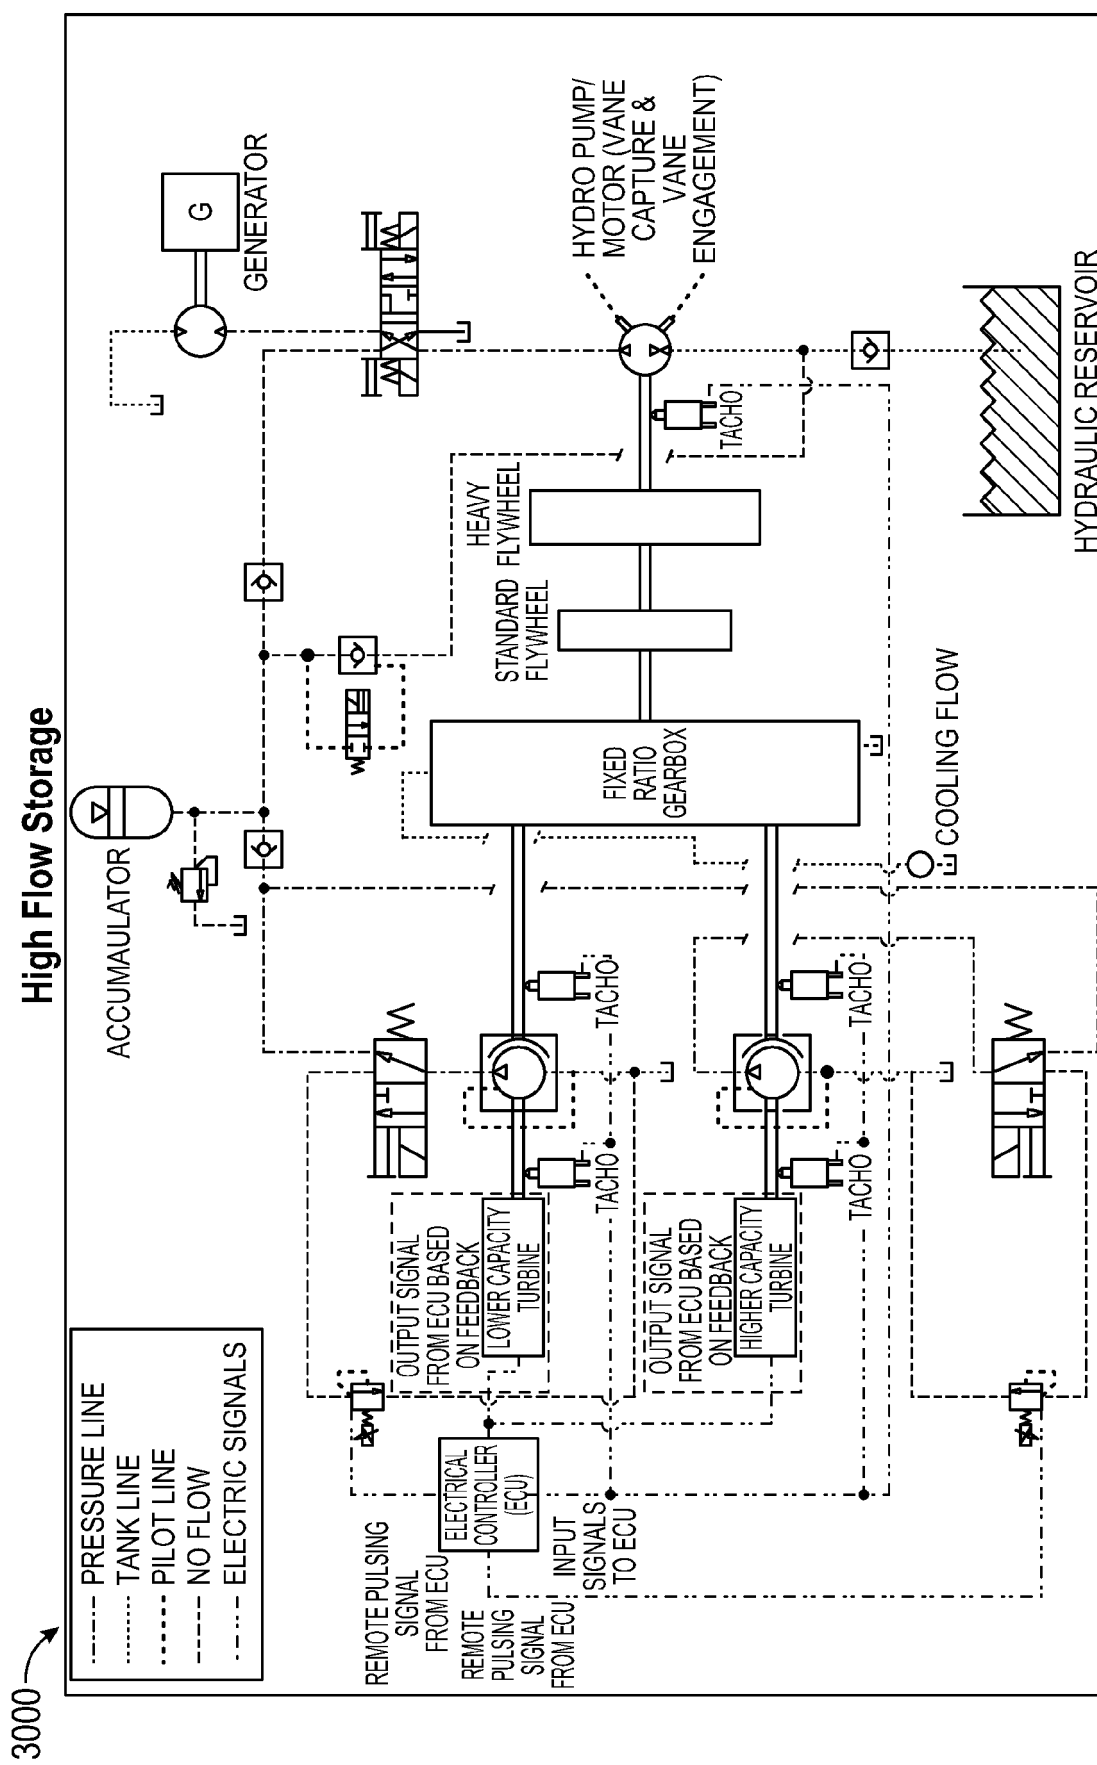 High Flow Storage
3000
PRESSURE LINE
TANK LINE
PILOT LINE
NO FLOW
ELECTRIC SIGNALS
ACCUMAULATOR
G
GENERATOR
HYDRO PUMP/
MOTOR (VANE
CAPTURE &
VANE
ENGAGEMENT)
TACHO
HEAVY
FLYWHEEL
STANDARD
FLYWHEEL
FIXED
RATIO
GEARBOX
COOLING FLOW
HYDRAULIC RESERVOIR
TACHO
TACHO
TACHO
TACHO
OUTPUT SIGNAL
FROM ECU BASED
ON FEEDBACK
LOWER CAPACITY
TURBINE
OUTPUT SIGNAL
FROM ECU BASED
ON FEEDBACK
HIGHER CAPACITY
TURBINE
ELECTRICAL
CONTROLLER
(ECU)
REMOTE PULSING
SIGNAL
FROM ECU
REMOTE
PULSING
SIGNAL
FROM ECU
INPUT
SIGNALS
TO ECU